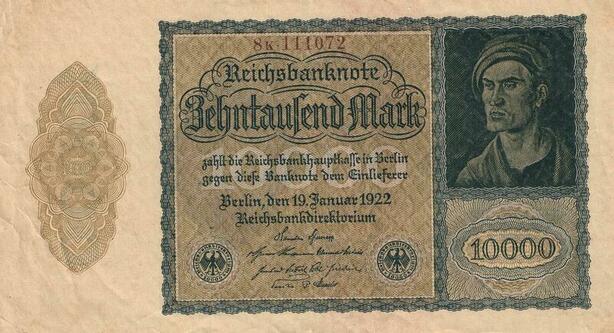 8K·111072
Reichsbanknote
Zehntausend Mark
zahlt die Reichsbankhauptkasse in Berlin
gegen diese Banknote dem Einlieferer
Berlin, den 19. Januar 1922
Reichsbankdirektorium
10000